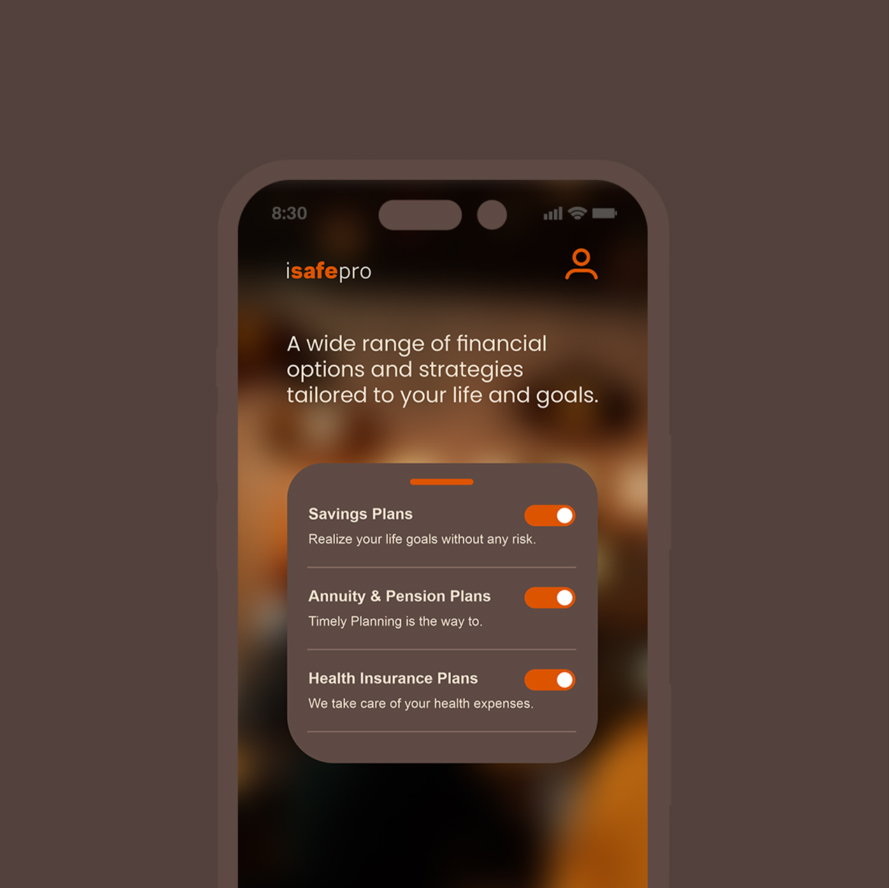 8:30
isafepro
A wide range of financial
options and strategies
tailored to your life and goals.
Savings Plans
Realize your life goals without any risk.
Annuity & Pension Plans
Timely Planning is the way to.
Health Insurance Plans
We take care of your health expenses.